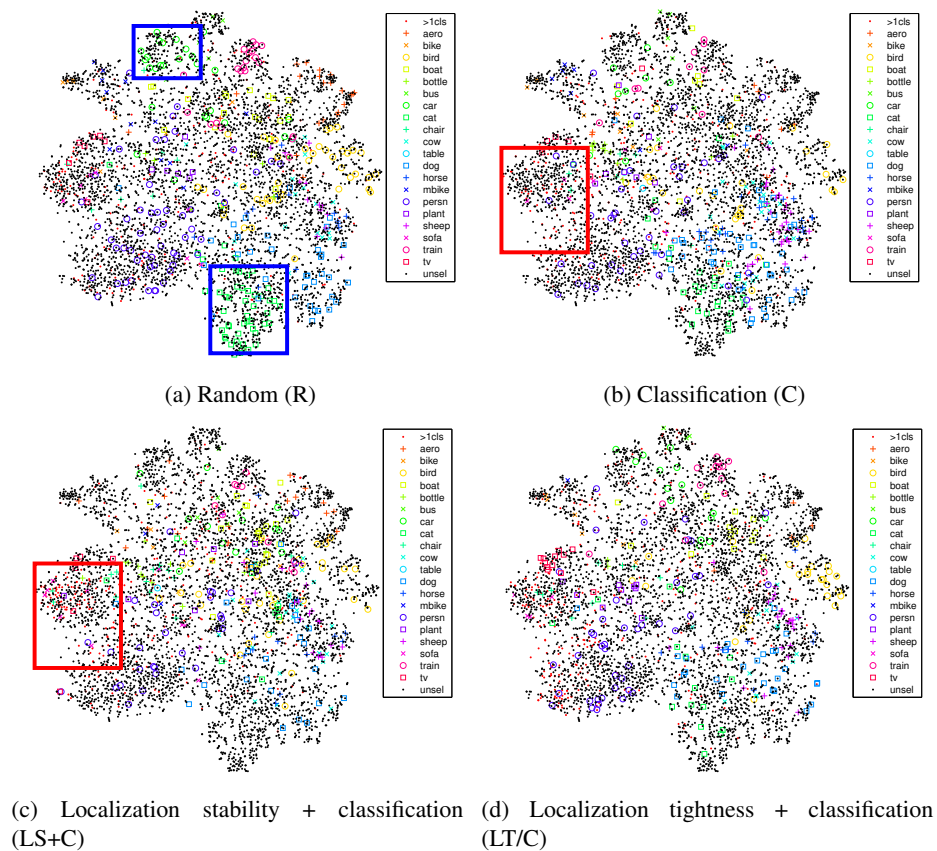 >1cls
aero
bike
bird
boat
bottle
bus
car
cat
chair
cow
table
dog
horse
mbike
persn
plant
sheep
sofa
train
tv
unsel
>1cls
aero
bike
bird
boat
bottle
bus
car
cat
chair
cow
table
dog
horse
mbike
persn
plant
sheep
sofa
train
tv
unsel
(a) Random (R)
(b) Classification (C)
>1cls
aero
bike
bird
boat
bottle
bus
car
cat
chair
cow
table
dog
horse
mbike
persn
plant
sheep
sofa
train
tv
unsel
>1cls
aero
bike
bird
boat
bottle
bus
car
cat
chair
cow
table
dog
horse
mbike
persn
plant
sheep
sofa
train
tv
unsel
(c) Localization stability + classification
(LS+C)
(d) Localization tightness + classification
(LT/C)